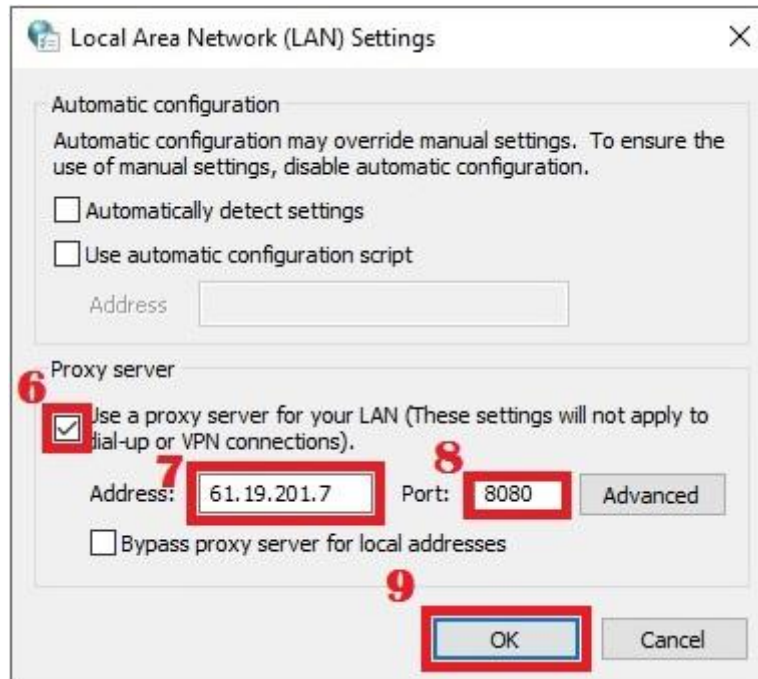 Local Area Network (LAN) Settings
Automatic configuration
Automatic configuration may override manual settings. To ensure the
use of manual settings, disable automatic configuration.
Automatically detect settings
Use automatic configuration script
Address
Proxy server
6
Use a proxy server for your LAN (These settings will not apply to
dial-up or VPN connections).
7 8
Address: 61.19.201.7 Port: 8080 Advanced
Bypass proxy server for local addresses
9
OK Cancel